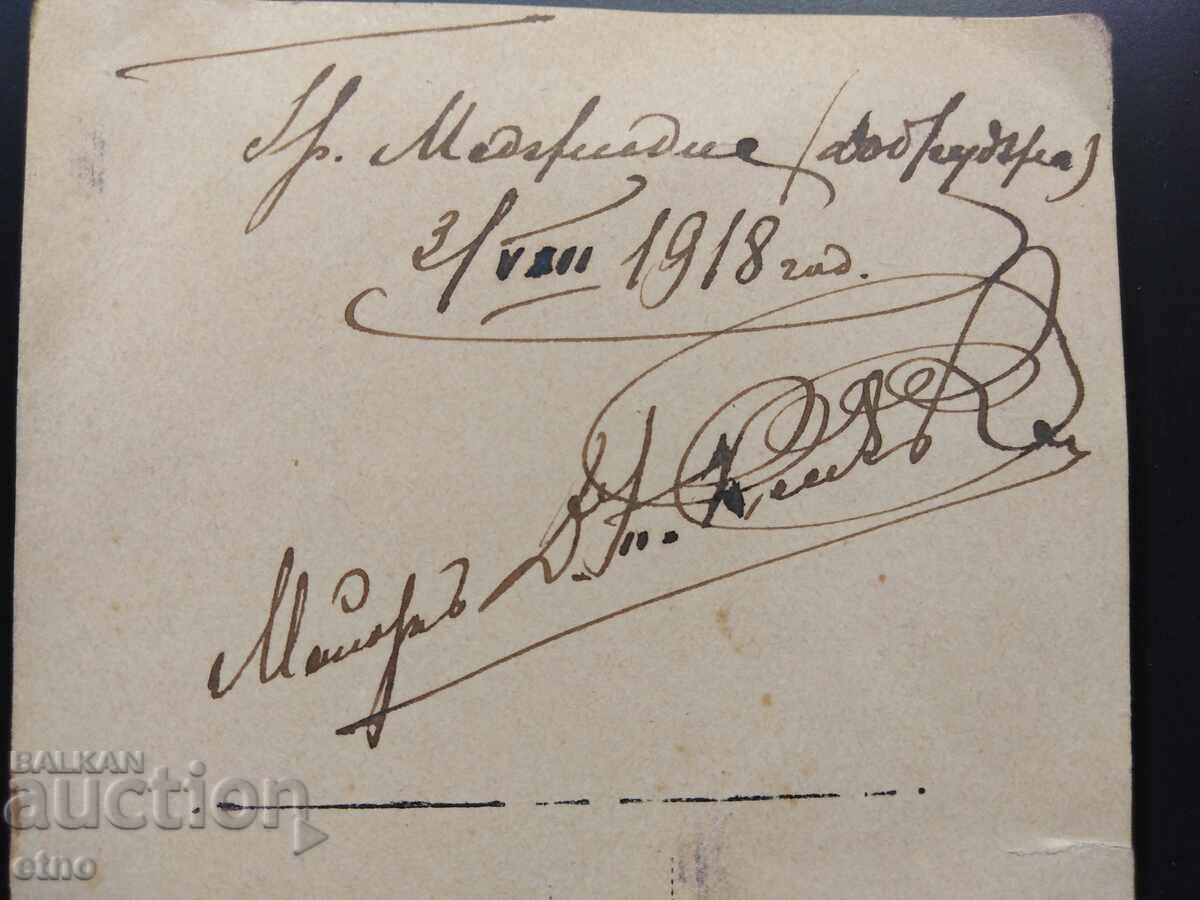 Гр. Меджидие (Добруджа)
3/VIII 1918 год.
Майоръ Д. П.
BALKAN
auction
etno